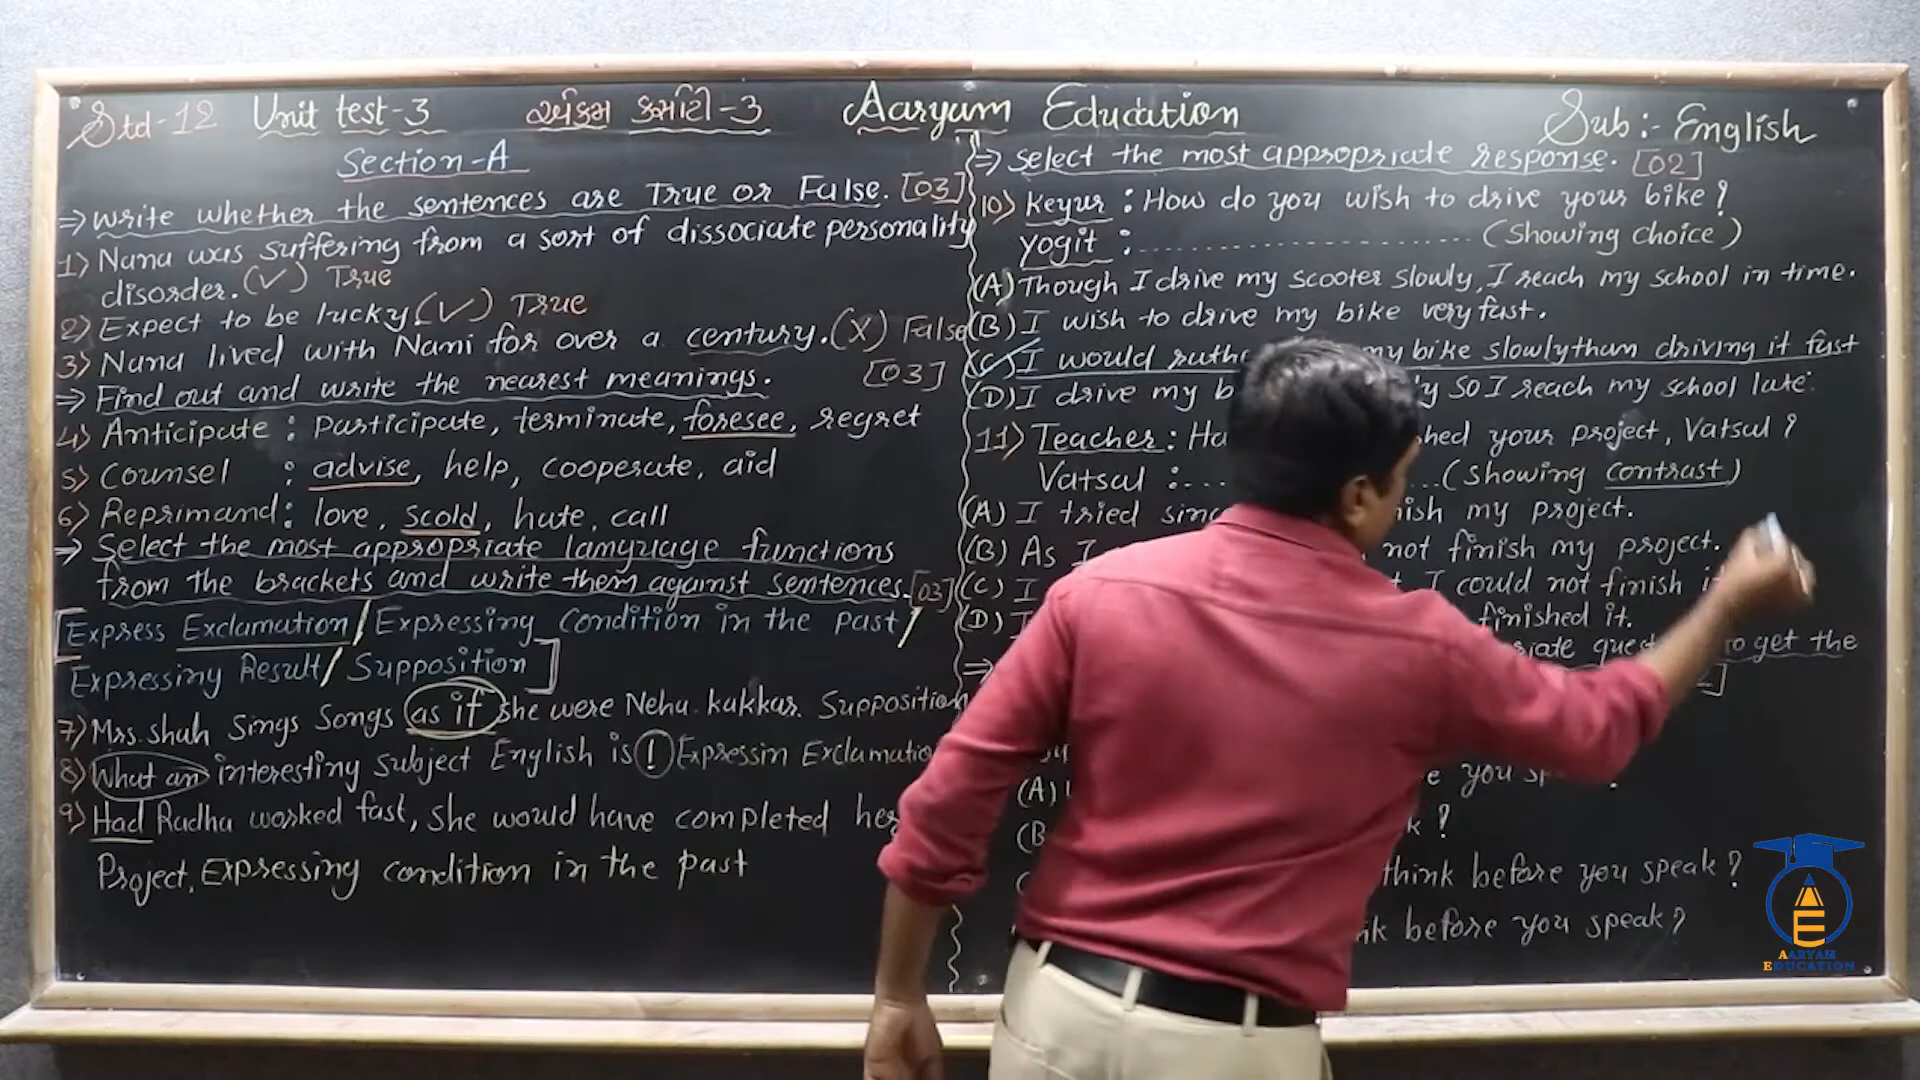 Std-12 Unit test-3 એકમ કસોટી-3 Aaryam Education Sub:- English
Section-A
⇒ Write whether the sentences are True or False. [03]
1) Nana was suffering from a sort of dissociate personality
disorder. (✓) True
2) Expect to be lucky. (✓) True
3) Nana lived with Nani for over a century. (X) False
⇒ Find out and write the nearest meanings. [03]
4) Anticipate : Participate, terminate, foresee, regret
5) Counsel : advise, help, cooperate, aid
6) Reprimand : love, scold, hate, call
⇒ Select the most appropriate language functions
from the brackets and write them against sentences. [03]
[Express Exclamation/Expressing Condition in the Past/
Expressing Result/Supposition]
7) Mrs. shah Sings Songs as if she were Neha kakkar. Supposition
8) What an interesting subject English is! Expressin Exclamatio
9) Had Radha worked fast, she would have completed her
Project, Expressing condition in the past
⇒ Select the most appropriate response. [02]
10) Keyur : How do you wish to drive your bike?
Yogit : .......................... (Showing choice)
(A) Though I drive my scooter slowly, I reach my school in time.
(B) I wish to drive my bike very fast.
(C) I would my bike slowly than driving it fast
(D) I drive my so I reach my school late.
11) Teacher : your project, Vatsal?
Vatsal : ...... (Showing contrast)
(A) I tried my project.
(B) As not finish my project.
(C) I I could not finish
(D) finished it.
⇒ to get the
(A)
you
(B
think before you speak?
before you speak?
AARYAM
EDUCATION